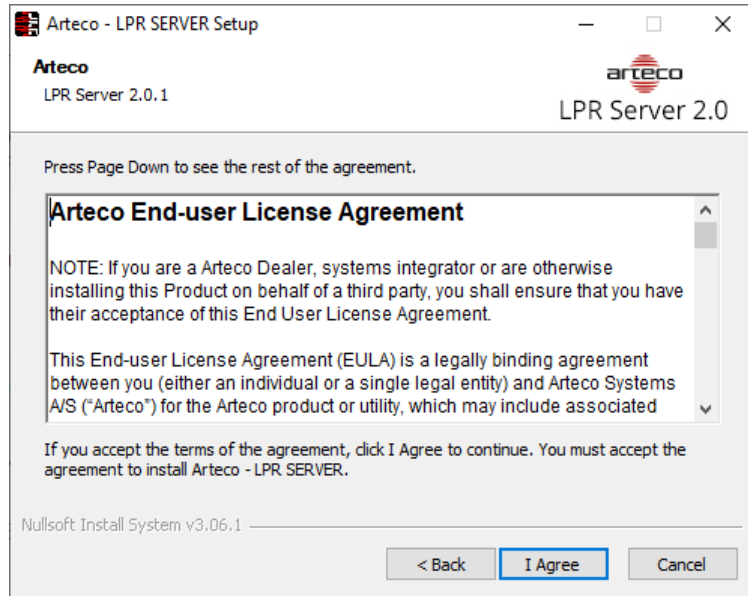 Arteco - LPR SERVER Setup
Arteco
LPR Server 2.0.1
arteco
LPR Server 2.0
Press Page Down to see the rest of the agreement.
Arteco End-user License Agreement
NOTE: If you are a Arteco Dealer, systems integrator or are otherwise
installing this Product on behalf of a third party, you shall ensure that you have
their acceptance of this End User License Agreement.
This End-user License Agreement (EULA) is a legally binding agreement
between you (either an individual or a single legal entity) and Arteco Systems
A/S (“Arteco”) for the Arteco product or utility, which may include associated
If you accept the terms of the agreement, click I Agree to continue. You must accept the
agreement to install Arteco - LPR SERVER.
Nullsoft Install System v3.06.1
< Back
I Agree
Cancel